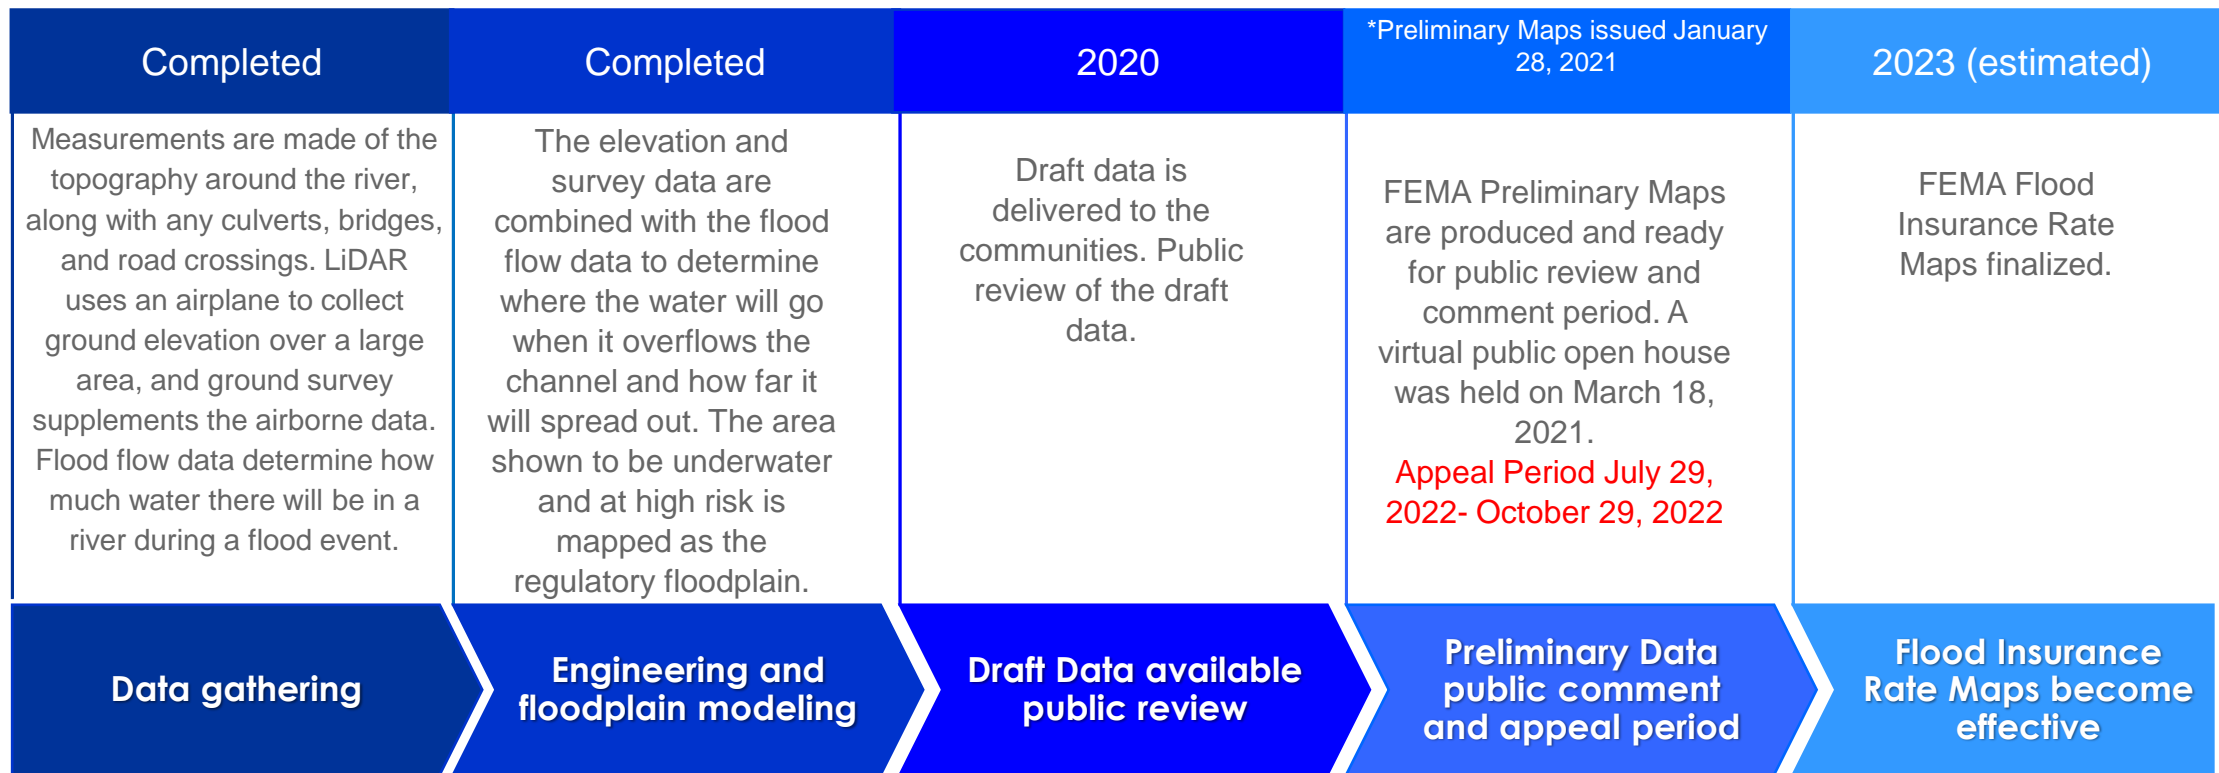 Completed
Measurements are made of the
topography around the river,
along with any culverts, bridges,
and road crossings. LiDAR
uses an airplane to collect
ground elevation over a large
area, and ground survey
supplements the airborne data.
Flood flow data determine how
much water there will be in a
river during a flood event.
Data gathering
Completed
The elevation and
survey data are
combined with the flood
flow data to determine
where the water will go
when it overflows the
channel and how far it
will spread out. The area
shown to be underwater
and at high risk is
mapped as the
regulatory floodplain.
Engineering and
floodplain modeling
2020
Draft data is
delivered to the
communities. Public
review of the draft
data.
Draft Data available
public review
*Preliminary Maps issued January
28, 2021
FEMA Preliminary Maps
are produced and ready
for public review and
comment period. A
virtual public open house
was held on March 18,
2021.
Appeal Period July 29,
2022- October 29, 2022
Preliminary Data
public comment
and appeal period
2023 (estimated)
FEMA Flood
Insurance Rate
Maps finalized.
Flood Insurance
Rate Maps become
effective